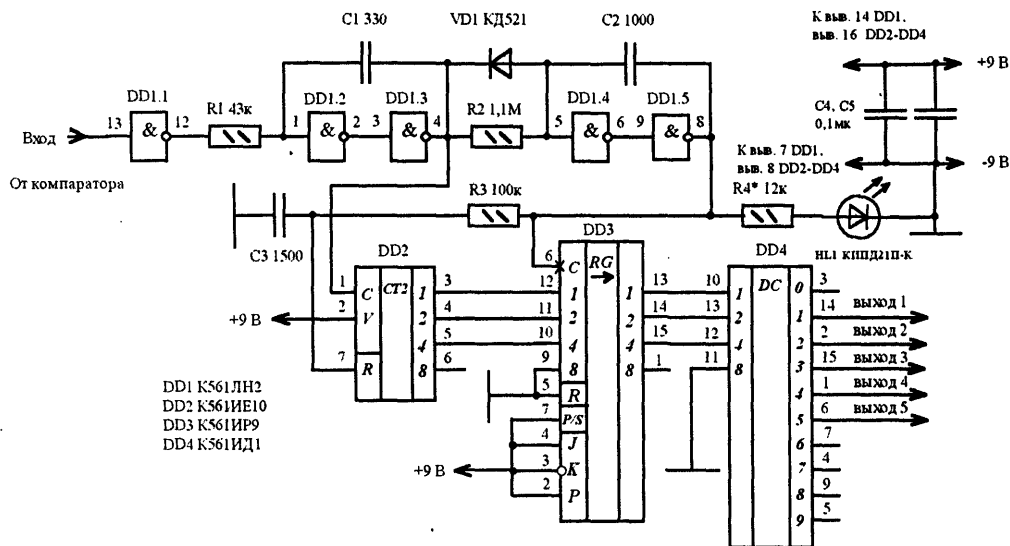 C1 330
VD1 КД521
C2 1000
К выв. 14 DD1,
выв. 16 DD2-DD4
+9 В
DD1.1
DD1.2
DD1.3
DD1.4
DD1.5
R1 43к
R2 1,1М
C4, C5
0,1мк
13 & 12
1 & 2
3 & 4
5 & 6
9 & 8
Вход
От компаратора
К выв. 7 DD1,
выв. 8 DD2-DD4
-9 В
R3 100к
R4* 12к
C3 1500
HL1 КИПД21П-К
DD2
DD3
DD4
1 C CT2 1 3
2 V 2 4
4 5
7 R 8 6
+9 В
6 C RG 1 13
12 1 2 14
11 2 4 15
10 4 8 1
9 8
5 R
7 P/S
4 J
3 K
2 P
+9 В
10 1 DC 0 3
13 2 1 14 выход 1
12 4 2 2 выход 2
11 8 3 15 выход 3
4 1 выход 4
5 6 выход 5
6 7
7 4
8 9
9 5
DD1 К561ЛН2
DD2 К561ИЕ10
DD3 К561ИР9
DD4 К561ИД1